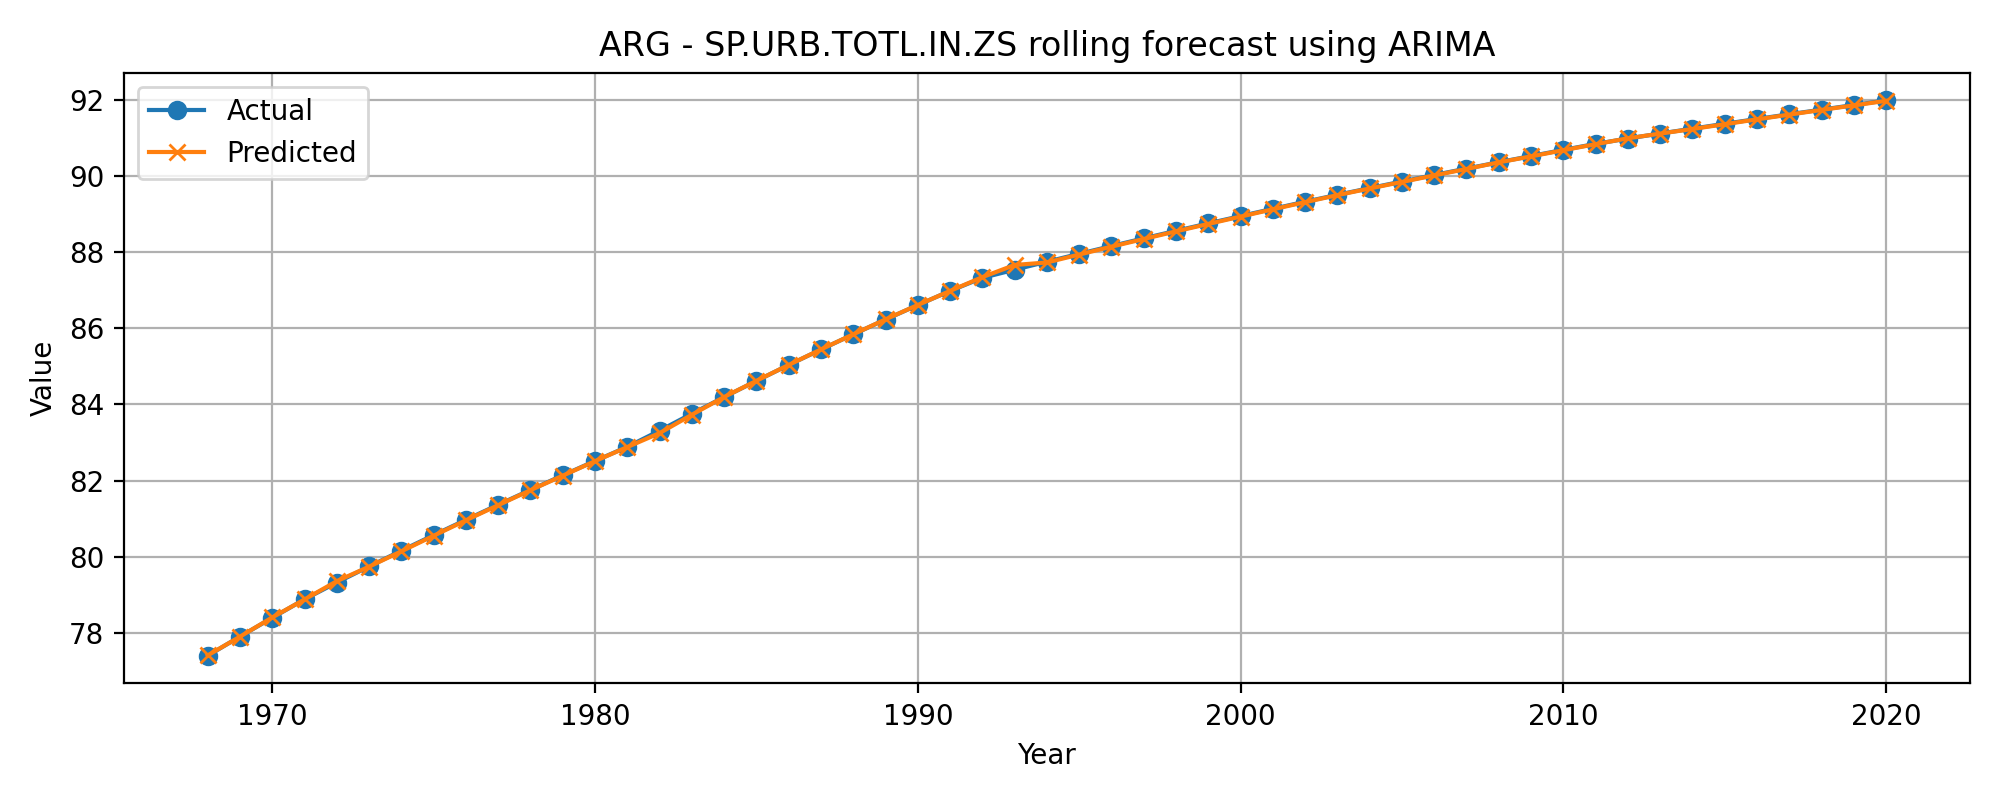 ARG - SP.URB.TOTL.IN.ZS rolling forecast using ARIMA
Actual
Predicted
92
90
88
86
84
82
80
78
Value
1970 1980 1990 2000 2010 2020
Year